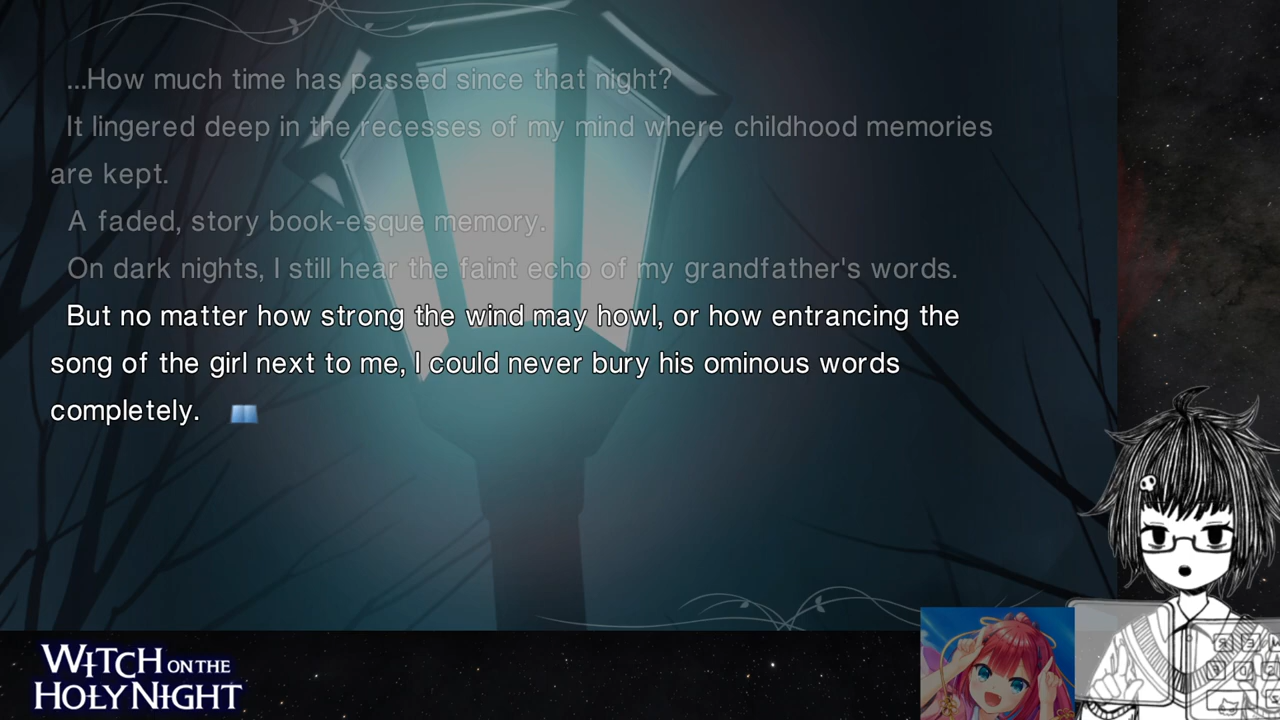 ...How much time has passed since that night?
It lingered deep in the recesses of my mind where childhood memories
are kept.
A faded, story book-esque memory.
On dark nights, I still hear the faint echo of my grandfather's words.
But no matter how strong the wind may howl, or how entrancing the
song of the girl next to me, I could never bury his ominous words
completely.
WITCH ON THE
HOLY NIGHT